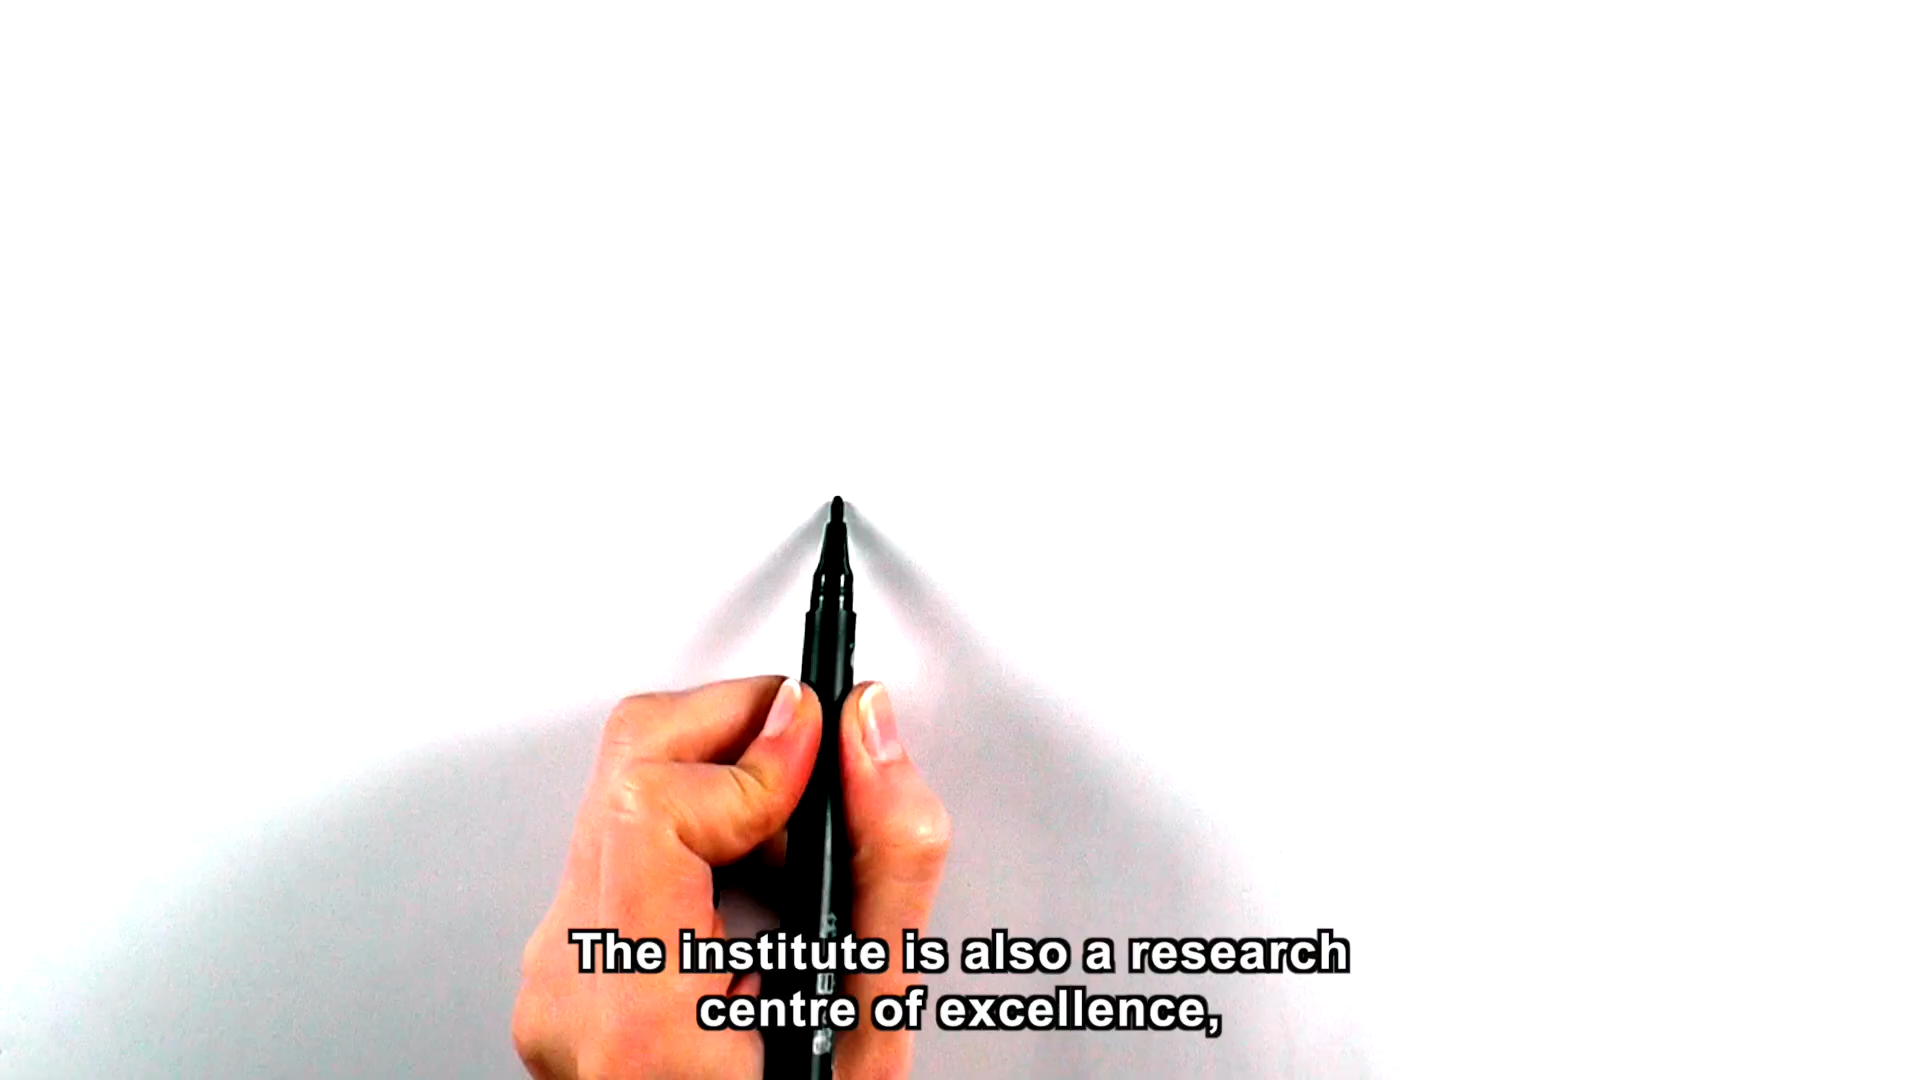 The institute is also a research
centre of excellence,